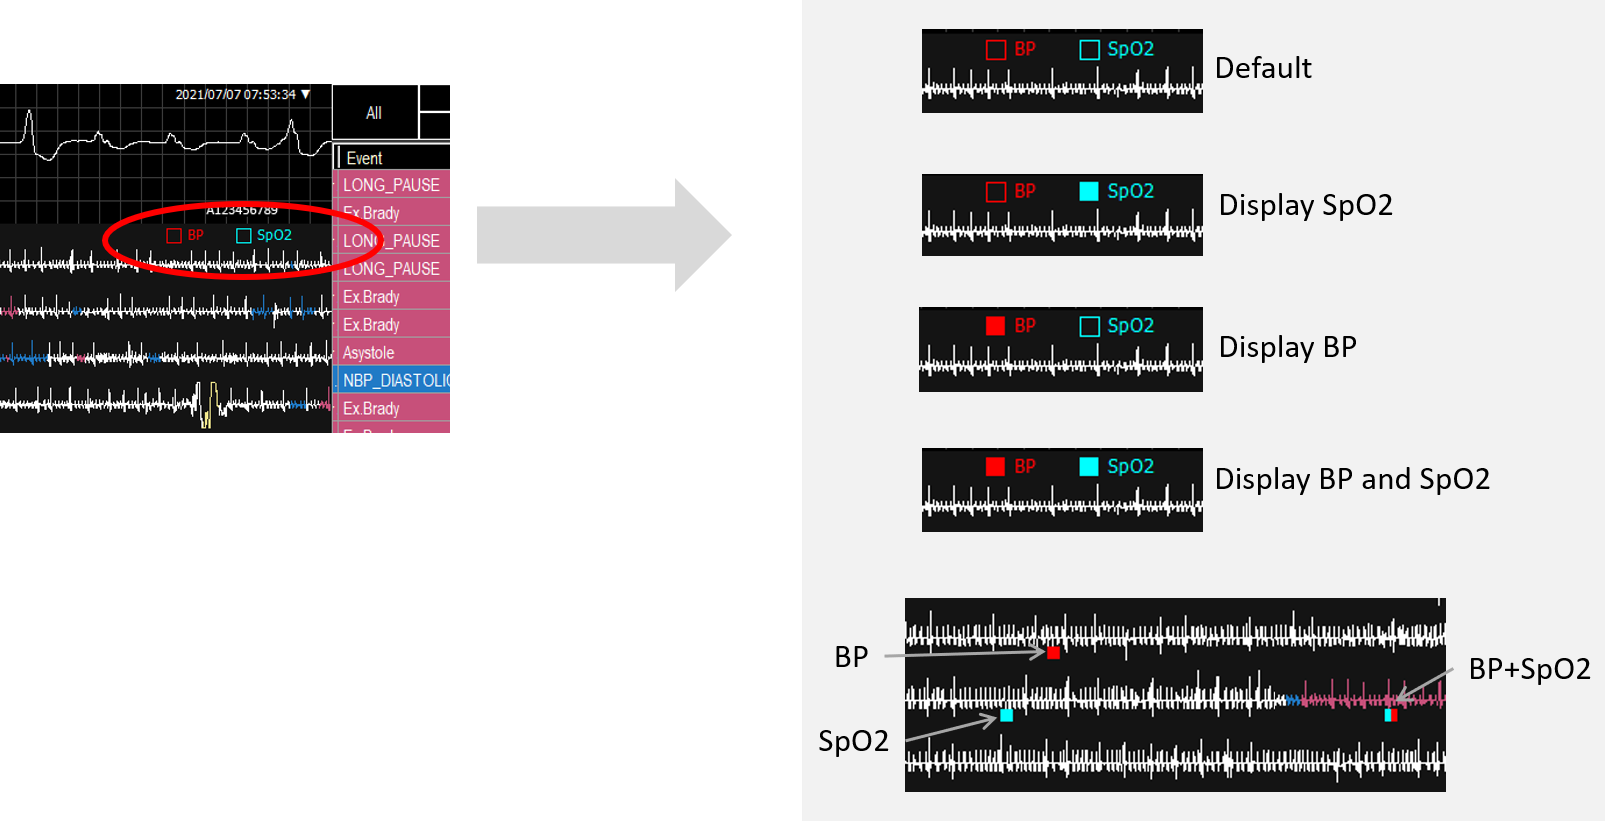 2021/07/07 07:53:34 ▼
All
Event
LONG_PAUSE
A123456789
Ex.Brady
BP SpO2
LONG_PAUSE
LONG_PAUSE
Ex.Brady
Ex.Brady
Asystole
NBP_DIASTOLIC
Ex.Brady
BP SpO2
Default
BP SpO2
Display SpO2
BP SpO2
Display BP
BP SpO2
Display BP and SpO2
BP
BP+SpO2
SpO2